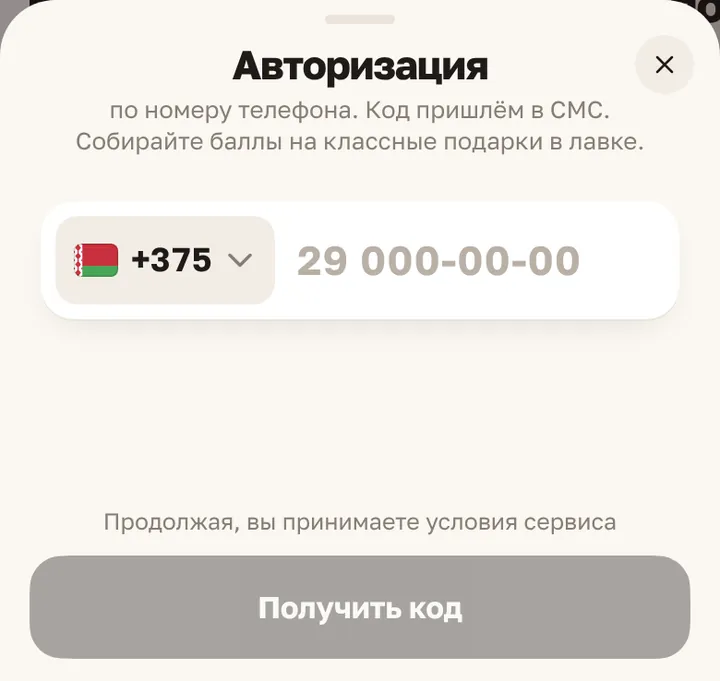 Авторизация
по номеру телефона. Код пришлём в СМС.
Собирайте баллы на классные подарки в лавке.
+375 29 000-00-00
Продолжая, вы принимаете условия сервиса
Получить код